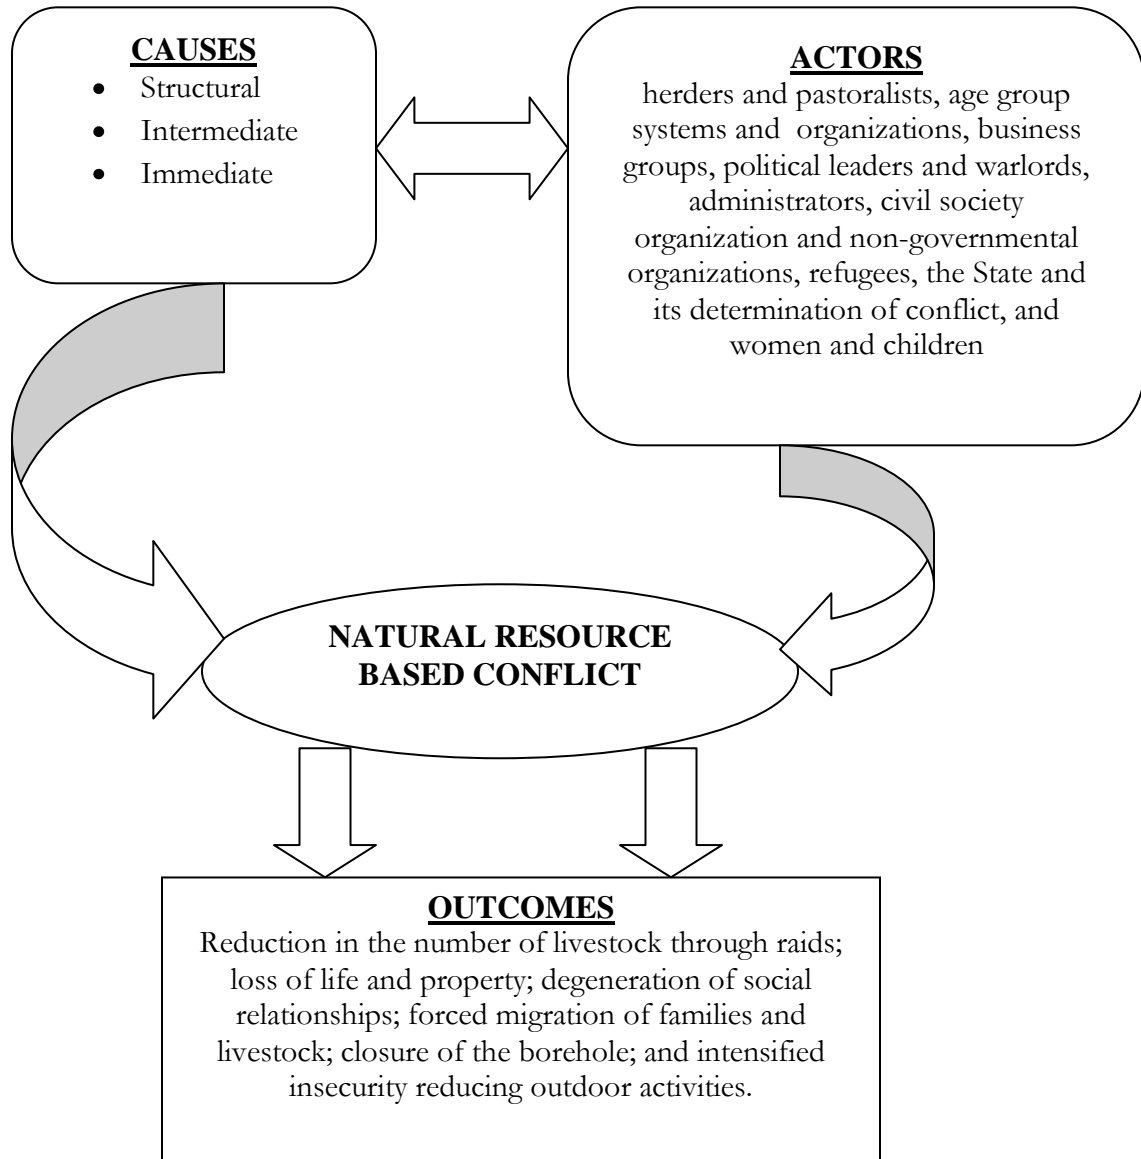 CAUSES
• Structural
• Intermediate
• Immediate
ACTORS
herders and pastoralists, age group
systems and organizations, business
groups, political leaders and warlords,
administrators, civil society
organization and non-governmental
organizations, refugees, the State and
its determination of conflict, and
women and children
NATURAL RESOURCE
BASED CONFLICT
OUTCOMES
Reduction in the number of livestock through raids;
loss of life and property; degeneration of social
relationships; forced migration of families and
livestock; closure of the borehole; and intensified
insecurity reducing outdoor activities.